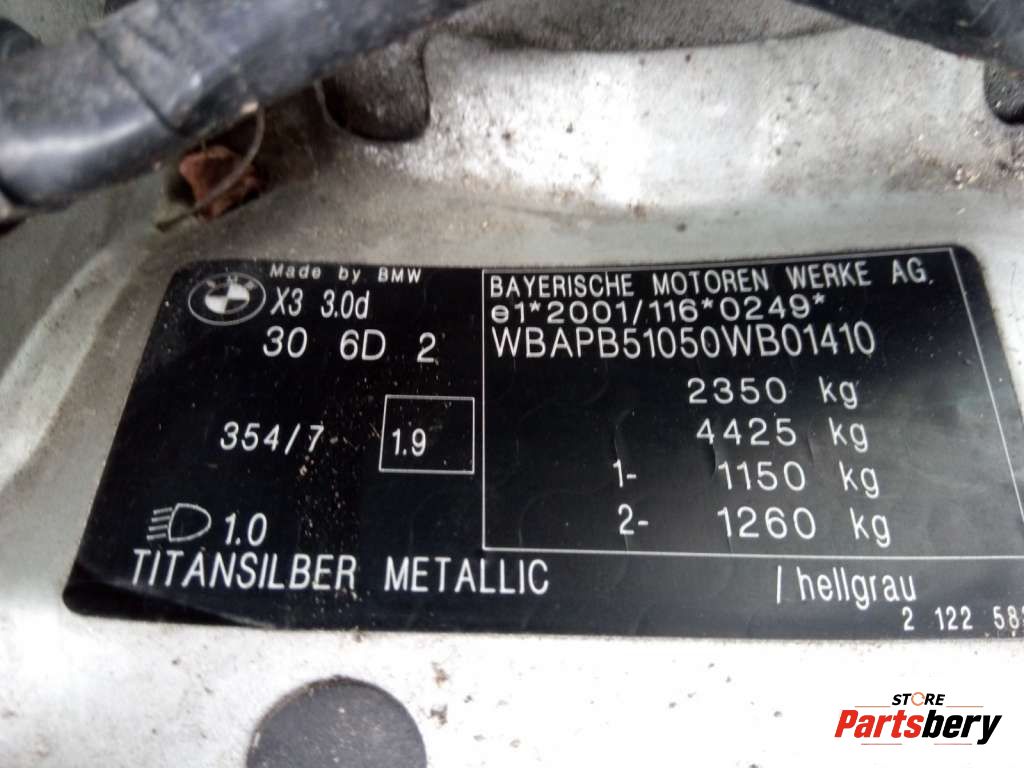 Made by BMW
X3 3.0d
30 6D 2
354/7
1.9
1.0
TITANSILBER METALLIC
BAYERISCHE MOTOREN WERKE AG.
e1*2001/116*0249*
WBAPB51050WB01410
2350 kg
4425 kg
1- 1150 kg
2- 1260 kg
/hellgrau
2 122 589
STORE
Partsbery